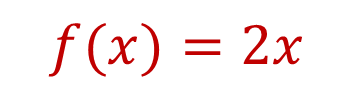 f(x) = 2x